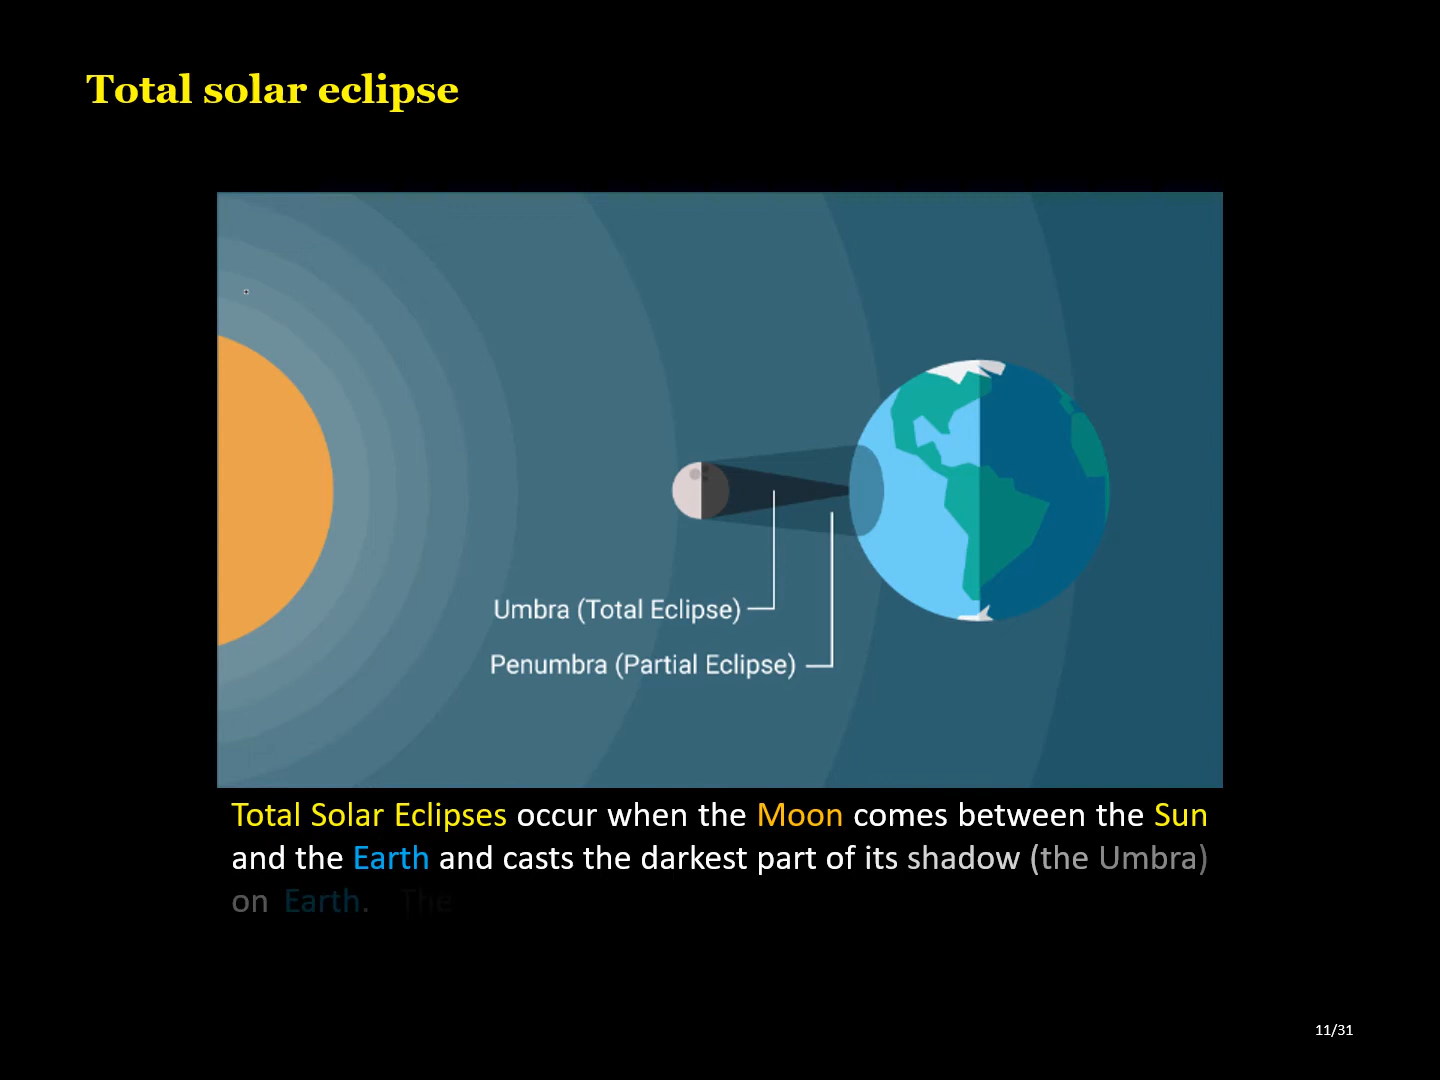 Total solar eclipse
Umbra (Total Eclipse)
Penumbra (Partial Eclipse)
Total Solar Eclipses occur when the Moon comes between the Sun
and the Earth and casts the darkest part of its shadow (the Umbra)
on Earth. The
11/31